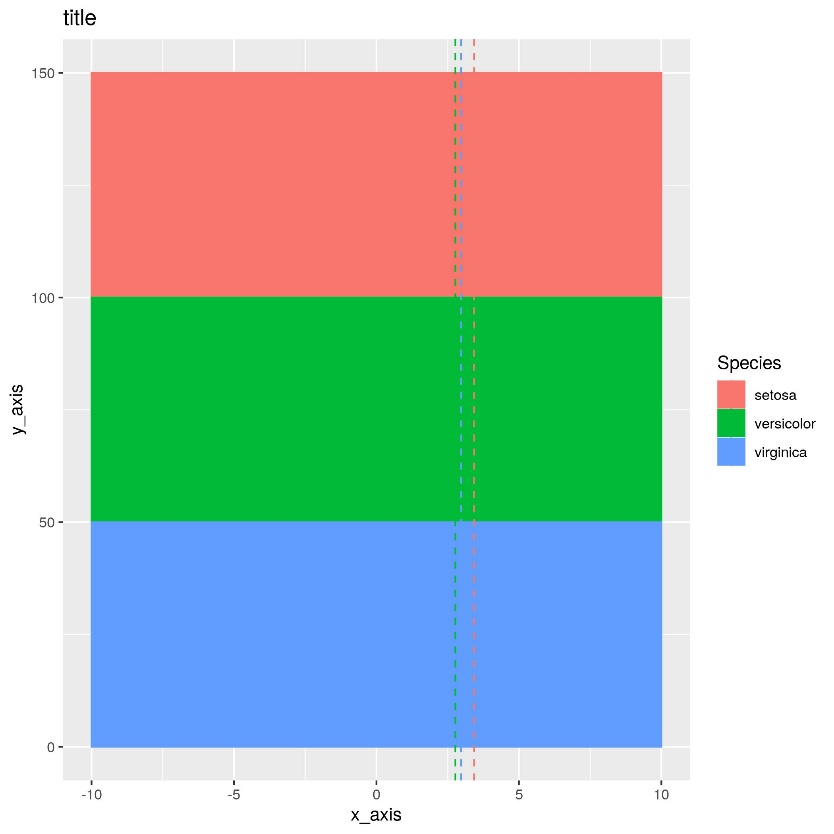 title
150
100
50
0
y_axis
-10 -5 0 5 10
x_axis
Species
setosa
versicolor
virginica